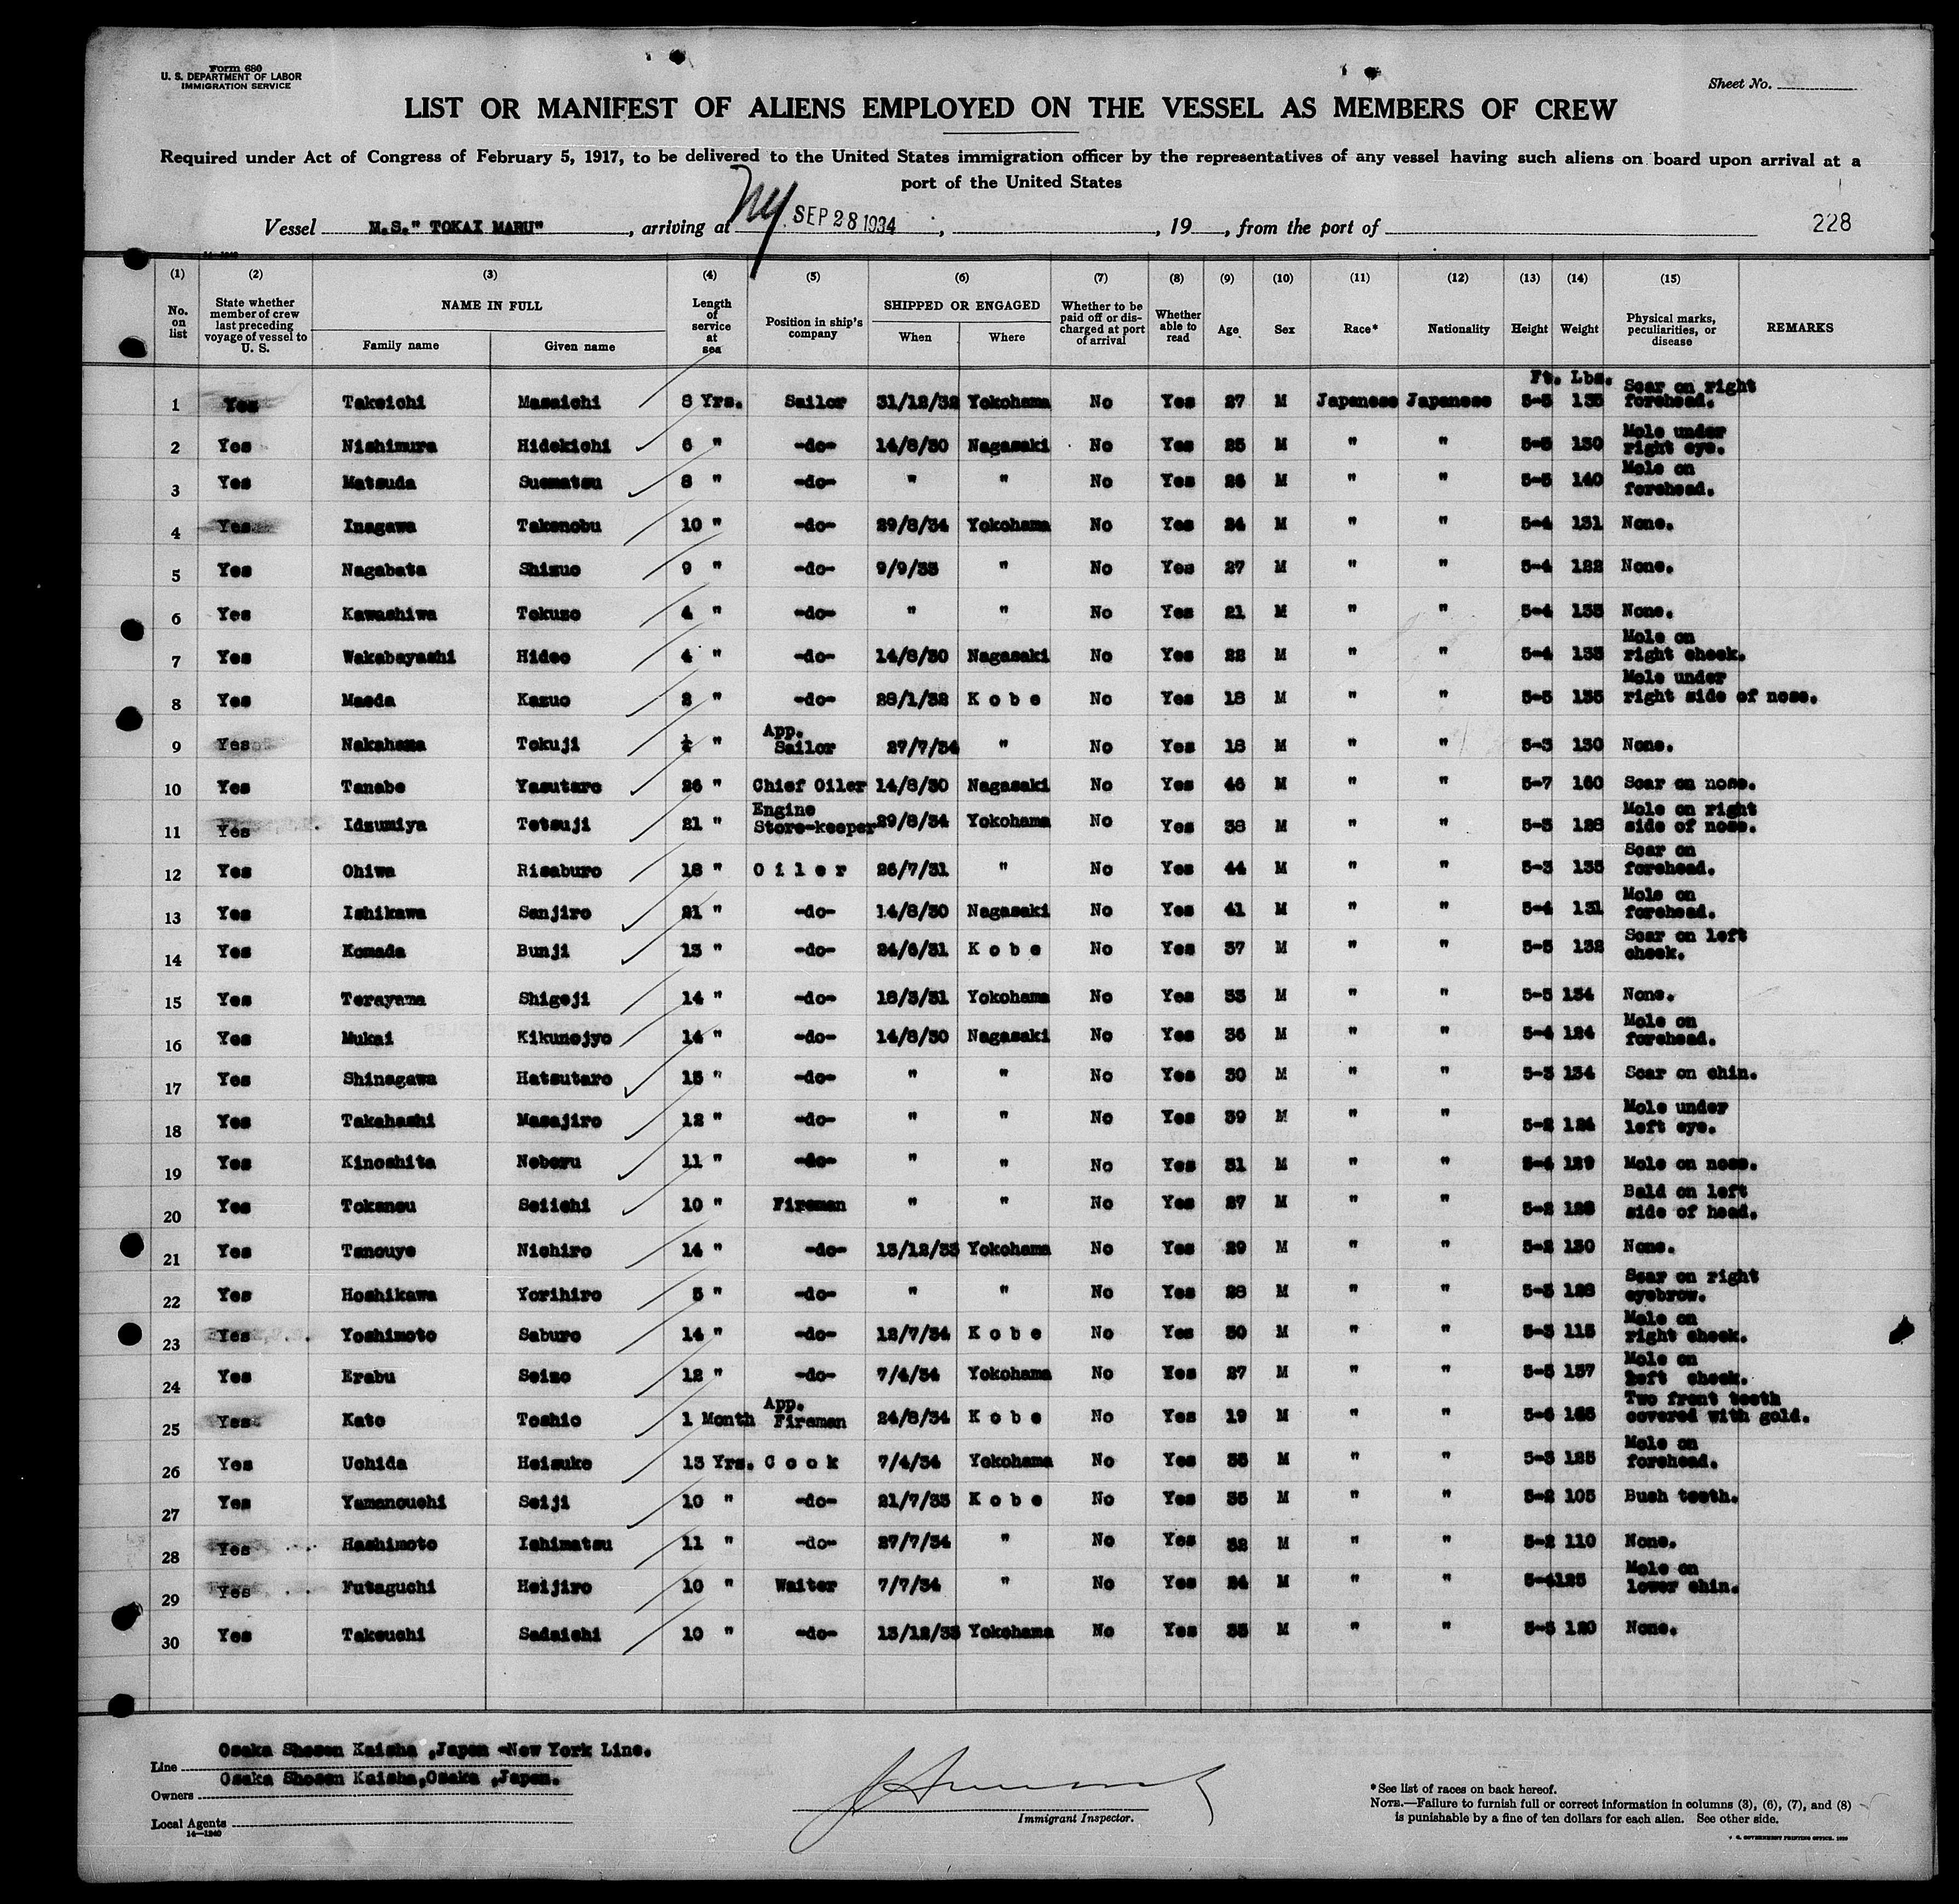 Form 680
U. S. DEPARTMENT OF LABOR
IMMIGRATION SERVICE
Sheet No.
LIST OR MANIFEST OF ALIENS EMPLOYED ON THE VESSEL AS MEMBERS OF CREW
Required under Act of Congress of February 5, 1917, to be delivered to the United States immigration officer by the representatives of any vessel having such aliens on board upon arrival at a
port of the United States
Vessel M.S." TOKAI MARU" , arriving at NY SEP 28 1934 , , 19 , from the port of 228
14-1240
(1) (2) (3) (4) (5) (6) (7) (8) (9) (10) (11) (12) (13) (14) (15)
No. on list State whether member of crew last preceding voyage of vessel to U. S. NAME IN FULL Family name Given name Length of service at sea Position in ship's company SHIPPED OR ENGAGED When Where Whether to be paid off or discharged at port of arrival Whether able to read Age Sex Race* Nationality Height Weight Physical marks, peculiarities, or disease REMARKS
Ft. Lbs.
1 Yes Takeichi Masaichi 8 Yrs. Sailor 31/12/32 Yokohama No Yes 27 M Japanese Japanese 5-5 135 Scar on right forehead.
2 Yes Nishimura Hidekichi 6 " -do- 14/8/30 Nagasaki No Yes 25 M " " 5-5 130 Mole under right eye.
3 Yes Matsuda Suematsu 8 " -do- " " No Yes 26 M " " 5-5 140 Mole on forehead.
4 Yes Inagawa Takenobu 10 " -do- 29/8/34 Yokohama No Yes 24 M " " 5-4 131 None.
5 Yes Nagabata Shizuo 9 " -do- 9/9/33 " No Yes 27 M " " 5-4 122 None.
6 Yes Kawashiwa Tokuzo 4 " -do- " " No Yes 21 M " " 5-4 135 None.
7 Yes Wakabayashi Hideo 4 " -do- 14/8/30 Nagasaki No Yes 22 M " " 5-4 135 Mole on right cheek.
8 Yes Maeda Kazuo 2 " -do- 28/1/32 K o b e No Yes 18 M " " 5-5 135 Mole under right side of nose.
9 Yes Nakahama Tokuji " App. Sailor 27/7/34 " No Yes 18 M " " 5-3 130 None.
10 Yes Tanabe Yasutaro 26 " Chief Oiler 14/8/30 Nagasaki No Yes 46 M " " 5-7 160 Scar on nose.
11 Yes Idzumiya Tetsuji 21 " Engine Store-keeper 29/8/34 Yokohama No Yes 38 M " " 5-5 128 Mole on right side of nose.
12 Yes Ohiwa Risaburo 18 " O i l e r 26/7/31 " No Yes 44 M " " 5-3 135 Scar on forehead.
13 Yes Ishikawa Sanjiro 21 " -do- 14/8/30 Nagasaki No Yes 41 M " " 5-4 131 Mole on forehead.
14 Yes Komada Bunji 13 " -do- 24/6/31 K o b e No Yes 37 M " " 5-5 132 Scar on left cheek.
15 Yes Terayama Shigeji 14 " -do- 18/3/31 Yokohama No Yes 33 M " " 5-5 134 None.
16 Yes Mukai Kikunojyo 14 " -do- 14/8/30 Nagasaki No Yes 36 M " " 5-4 124 Mole on forehead.
17 Yes Shinagawa Hatsutaro 15 " -do- " " No Yes 30 M " " 5-3 134 Scar on chin.
18 Yes Takahashi Masajiro 12 " -do- " " No Yes 39 M " " 5-2 124 Mole under left eye.
19 Yes Kinoshita Noboru 11 " -do- " " No Yes 31 M " " 5-4 129 Mole on nose.
20 Yes Tokanou Seiichi 10 " Fireman " " No Yes 27 M " " 5-2 128 Bald on left side of head.
21 Yes Tanouye Nichiro 14 " -do- 13/12/33 Yokohama No Yes 29 M " " 5-2 130 None.
22 Yes Hoshikawa Yorihiro 5 " -do- " " No Yes 28 M " " 5-3 128 Scar on right eyebrow.
23 Yes Yoshimoto Saburo 14 " -do- 12/7/34 K o b e No Yes 30 M " " 5-3 115 Mole on right cheek.
24 Yes Erabu Seizo 12 " -do- 7/4/34 Yokohama No Yes 27 M " " 5-5 137 Mole on left cheek.
25 Yes Kato Toshio 1 Month App. Fireman 24/8/34 K o b e No Yes 19 M " " 5-6 165 Two front teeth covered with gold.
26 Yes Uchida Heisuke 13 Yrs. C o o k 7/4/34 Yokohama No Yes 35 M " " 5-3 125 Mole on forehead.
27 Yes Yamanouchi Seiji 10 " -do- 21/7/33 K o b e No Yes 35 M " " 5-2 105 Bush teeth.
28 Yes Hashimoto Ishimatsu 11 " -do- 27/7/34 " No Yes 32 M " " 5-2 110 None.
29 Yes Futaguchi Heijiro 10 " Waiter 7/7/34 " No Yes 24 M " " 5-4 125 Mole on lower chin.
30 Yes Takeuchi Sadaichi 10 " -do- 13/12/33 Yokohama No Yes 35 M " " 5-5 120 None.
Line Osaka Shosen Kaisha ,Japan -New York Line.
Owners Osaka Shosen Kaisha,Osaka ,Japan.
Local Agents
14-1240
Immigrant Inspector.
*See list of races on back hereof.
NOTE.—Failure to furnish full or correct information in columns (3), (6), (7), and (8)
is punishable by a fine of ten dollars for each alien. See other side.
U. S. GOVERNMENT PRINTING OFFICE.